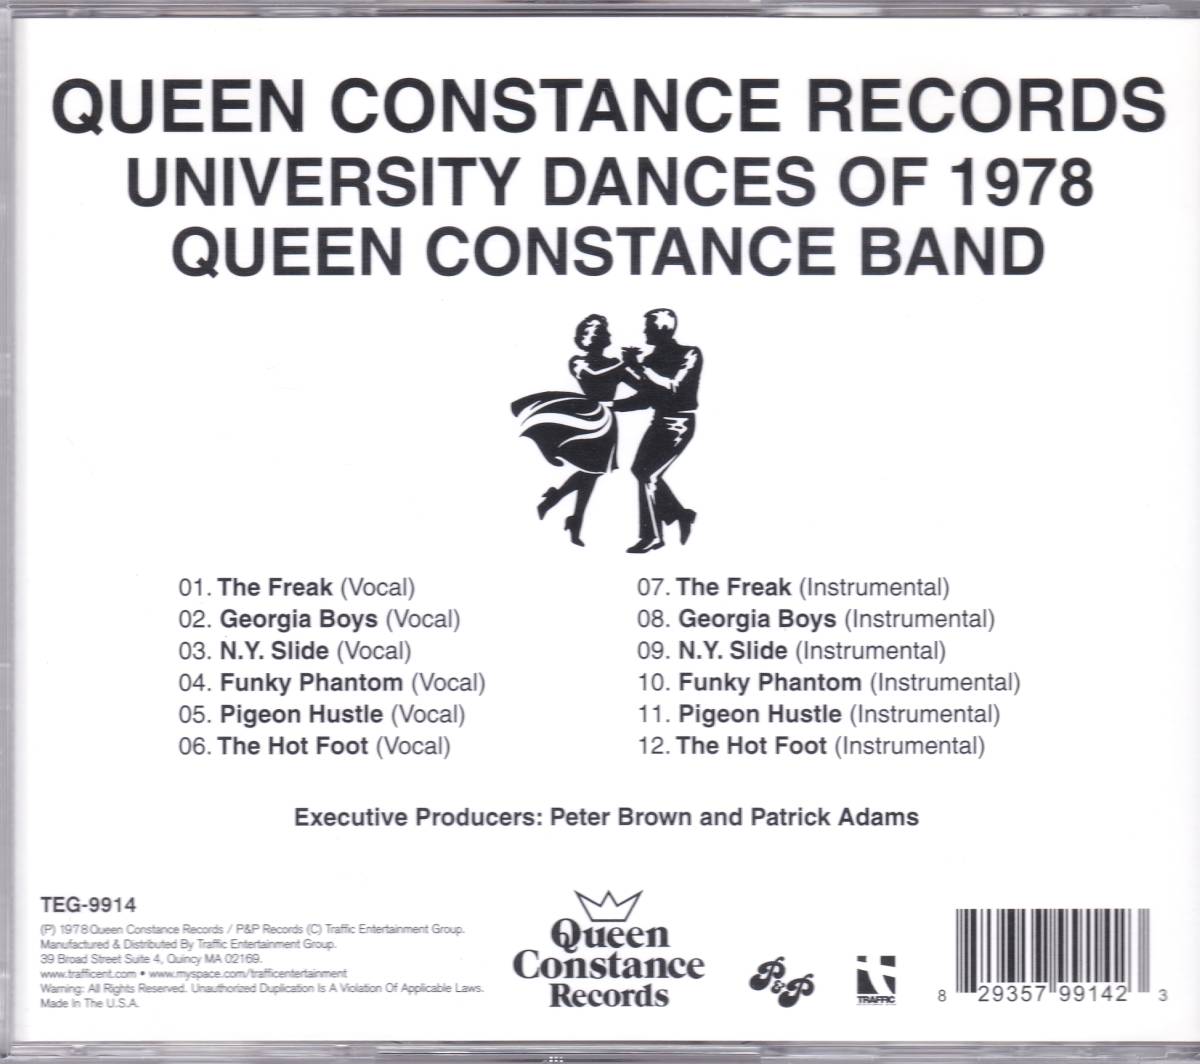 QUEEN CONSTANCE RECORDS
UNIVERSITY DANCES OF 1978
QUEEN CONSTANCE BAND
01. The Freak (Vocal)
02. Georgia Boys (Vocal)
03. N.Y. Slide (Vocal)
04. Funky Phantom (Vocal)
05. Pigeon Hustle (Vocal)
06. The Hot Foot (Vocal)
07. The Freak (Instrumental)
08. Georgia Boys (Instrumental)
09. N.Y. Slide (Instrumental)
10. Funky Phantom (Instrumental)
11. Pigeon Hustle (Instrumental)
12. The Hot Foot (Instrumental)
Executive Producers: Peter Brown and Patrick Adams
TEG-9914
(P) 1978 Queen Constance Records / P&P Records (C) Traffic Entertainment Group.
Manufactured & Distributed By Traffic Entertainment Group.
39 Broad Street Suite 4, Quincy MA 02169.
www.trafficent.com • www.myspace.com/trafficentertainment
Warning: All Rights Reserved. Unauthorized Duplication Is A Violation Of Applicable Laws.
Made In The U.S.A.
Queen
Constance
Records
P&P
TRAFFIC
8 29357 99142 3